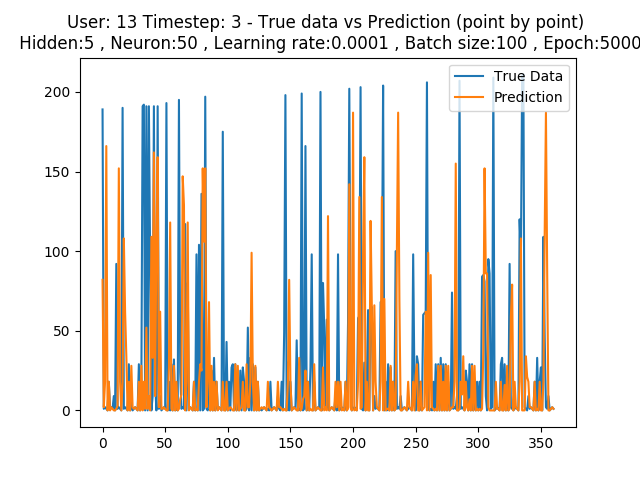 User: 13 Timestep: 3 - True data vs Prediction (point by point)
Hidden:5 , Neuron:50 , Learning rate:0.0001 , Batch size:100 , Epoch:5000
True Data
Prediction
200
150
100
50
0
0 50 100 150 200 250 300 350